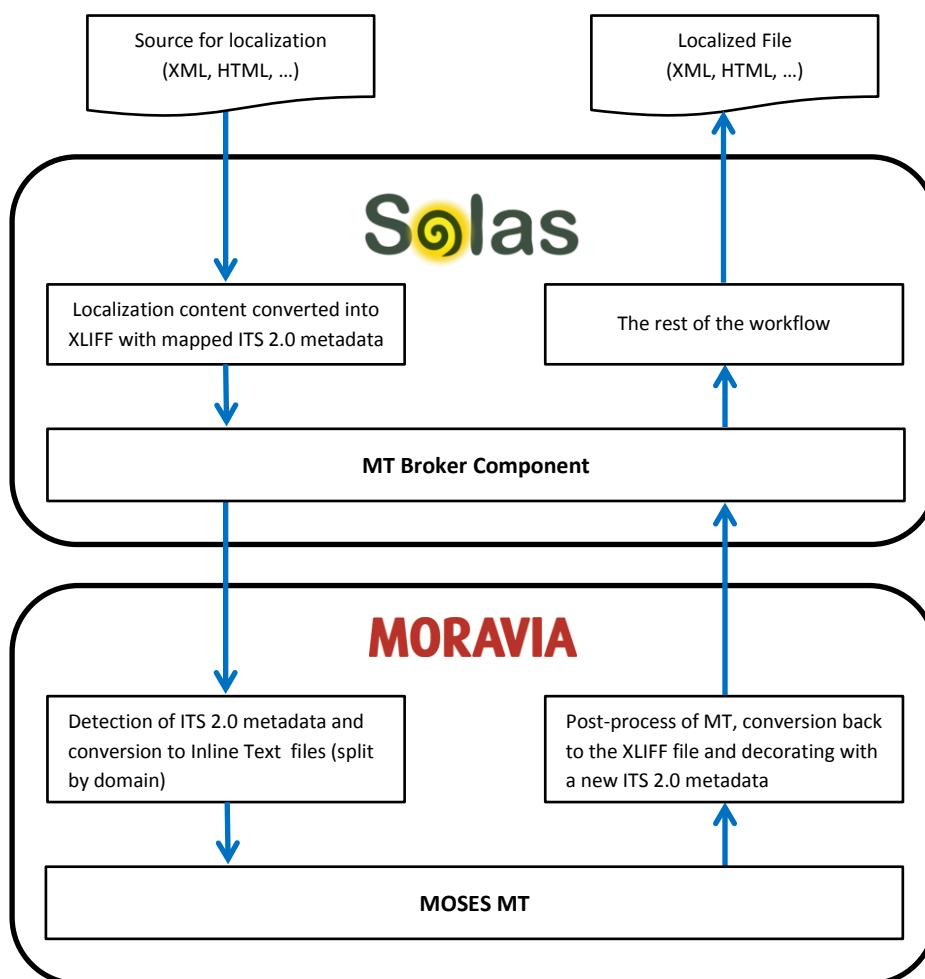 Source for localization
(XML, HTML, …)
Localized File
(XML, HTML, …)
Solas
Localization content converted into
XLIFF with mapped ITS 2.0 metadata
The rest of the workflow
MT Broker Component
MORAVIA
Detection of ITS 2.0 metadata and
conversion to Inline Text  files (split
by domain)
Post-process of MT, conversion back
to the XLIFF file and decorating with
a new ITS 2.0 metadata
MOSES MT